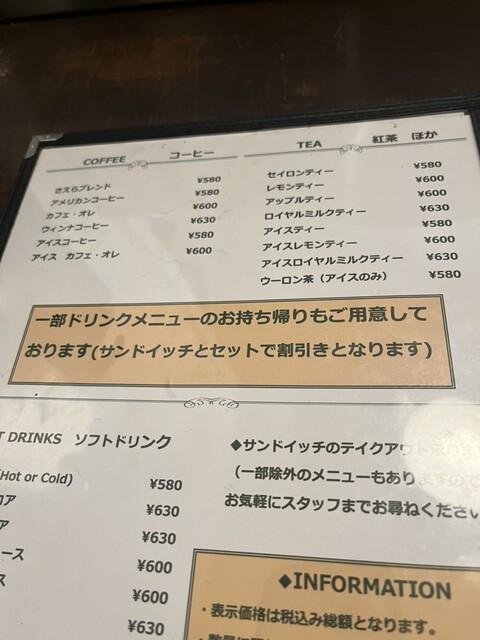 COFFEE コーヒー
さえらブレンド ¥580
アメリカンコーヒー ¥580
カフェ・オレ ¥600
ウィンナコーヒー ¥630
アイスコーヒー ¥580
アイス カフェ・オレ ¥600
TEA 紅茶 ほか
セイロンティー ¥580
レモンティー ¥600
アップルティー ¥600
ロイヤルミルクティー ¥630
アイスティー ¥580
アイスレモンティー ¥600
アイスロイヤルミルクティー ¥630
ウーロン茶（アイスのみ） ¥580
一部ドリンクメニューのお持ち帰りもご用意して
おります(サンドイッチとセットで割引きとなります)
T DRINKS ソフトドリンク
(Hot or Cold) ¥580
コア ¥630
ア ¥630
ース ¥600
ス ¥600
¥630
◆サンドイッチのテイクアウト
（一部除外のメニューもありますので
お気軽にスタッフまでお尋ねください
◆INFORMATION
・表示価格は税込み総額となります。